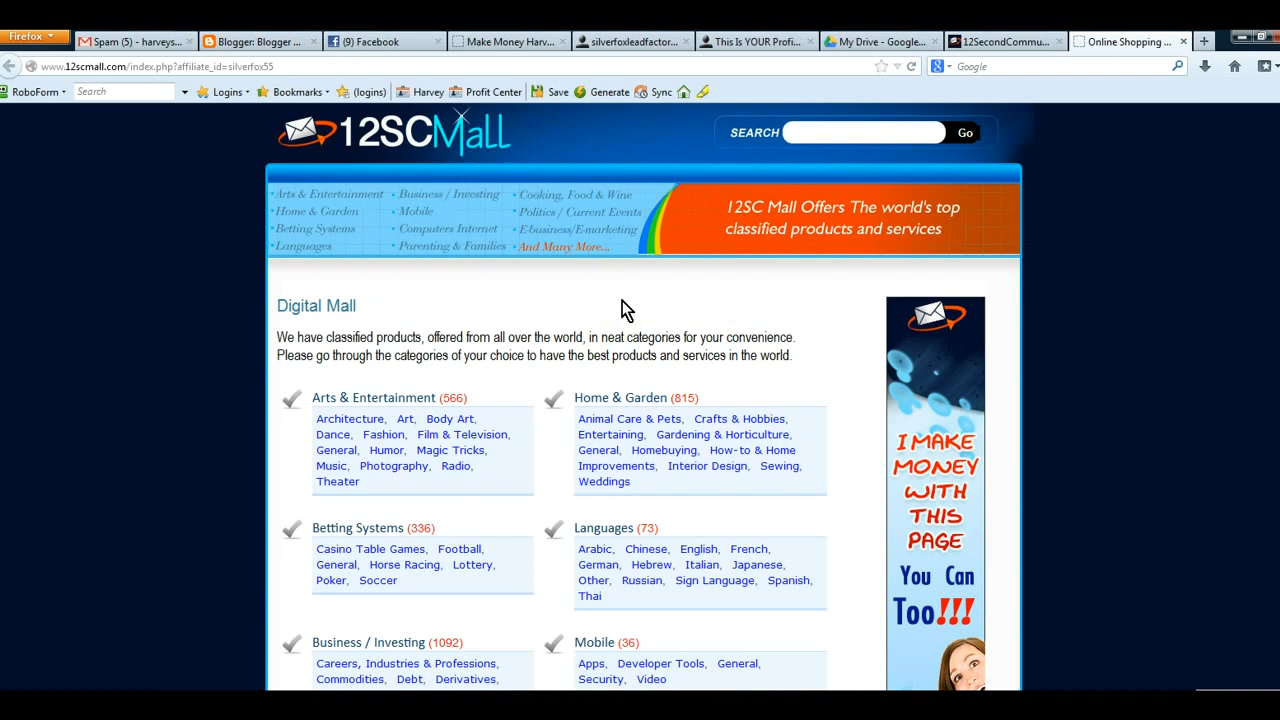 Firefox
Spam (5) - harveys...
Blogger: Blogger ...
(9) Facebook
Make Money Harv...
silverfoxleadfactor...
This Is YOUR Profi...
My Drive - Google...
12SecondCommu...
Online Shopping ...
www.12scmall.com/index.php?affiliate_id=silverfox55
Google
RoboForm
Search
Logins
Bookmarks
(logins)
Harvey
Profit Center
Save
Generate
Sync
12SCMall
SEARCH
Go
Arts & Entertainment
Business / Investing
Cooking, Food & Wine
Home & Garden
Mobile
Politics / Current Events
Betting Systems
Computers Internet
E-business/E-marketing
Languages
Parenting & Families
And Many More...
12SC Mall Offers The world's top
classified products and services
Digital Mall
We have classified products, offered from all over the world, in neat categories for your convenience.
Please go through the categories of your choice to have the best products and services in the world.
Arts & Entertainment (566)
Architecture, Art, Body Art,
Dance, Fashion, Film & Television,
General, Humor, Magic Tricks,
Music, Photography, Radio,
Theater
Home & Garden (815)
Animal Care & Pets, Crafts & Hobbies,
Entertaining, Gardening & Horticulture,
General, Homebuying, How-to & Home
Improvements, Interior Design, Sewing,
Weddings
Betting Systems (336)
Casino Table Games, Football,
General, Horse Racing, Lottery,
Poker, Soccer
Languages (73)
Arabic, Chinese, English, French,
German, Hebrew, Italian, Japanese,
Other, Russian, Sign Language, Spanish,
Thai
Business / Investing (1092)
Careers, Industries & Professions,
Commodities, Debt, Derivatives,
Mobile (36)
Apps, Developer Tools, General,
Security, Video
I MAKE
MONEY
WITH
THIS
PAGE
You Can
Too!!!